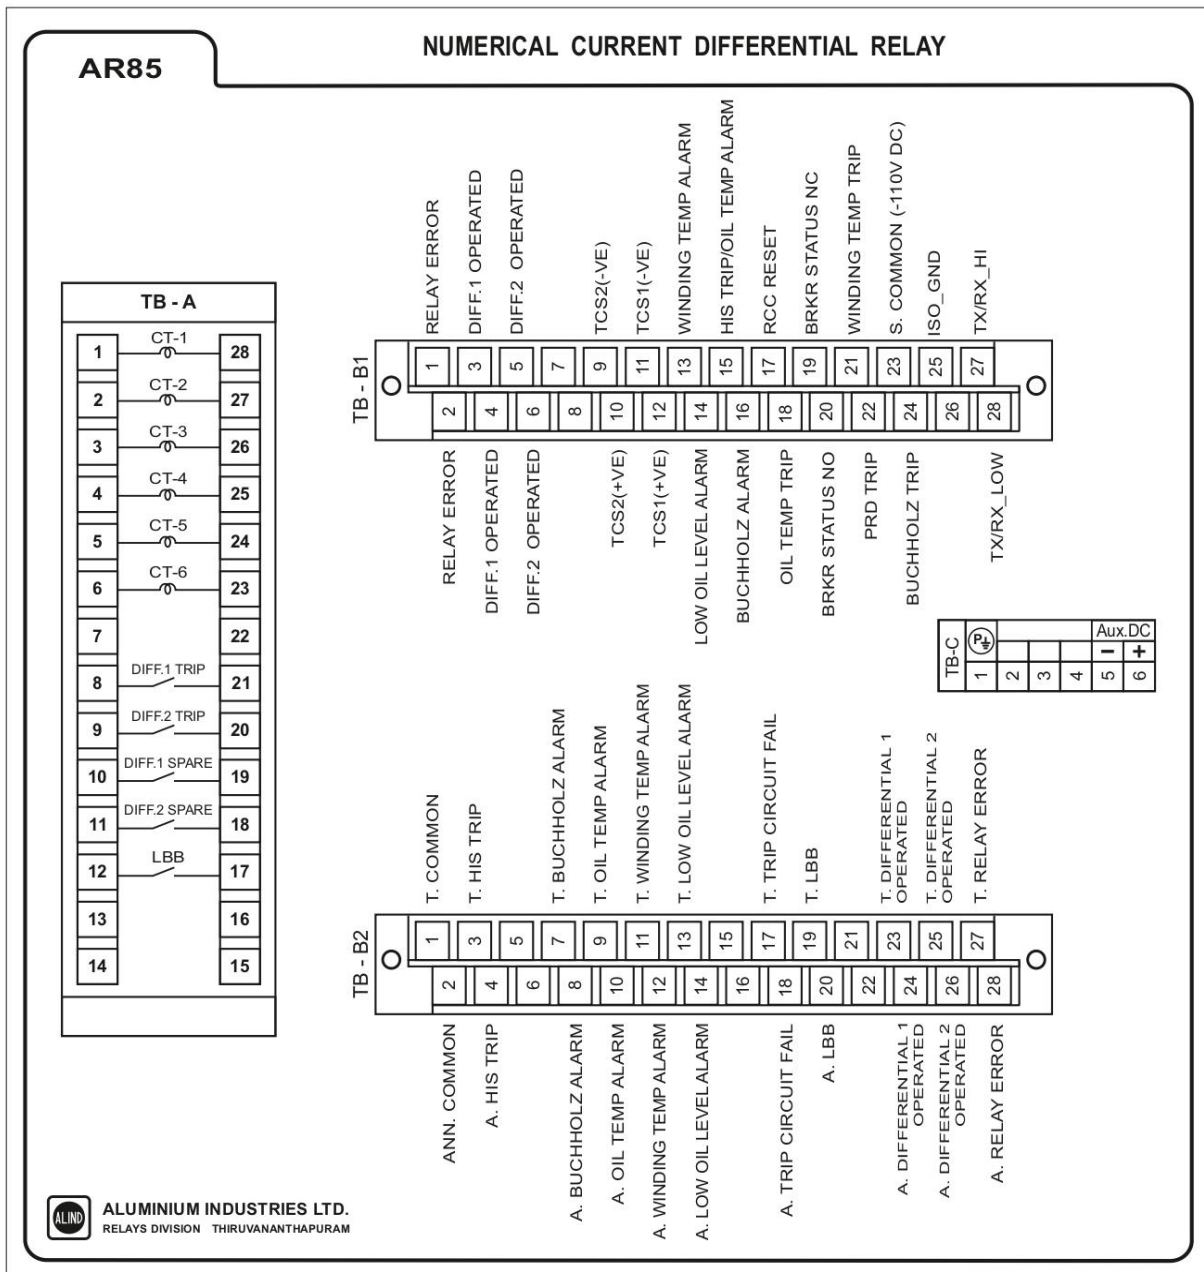 NUMERICAL CURRENT DIFFERENTIAL RELAY
AR85
TB - A
1 CT-1 28
2 CT-2 27
3 CT-3 26
4 CT-4 25
5 CT-5 24
6 CT-6 23
7 22
8 DIFF.1 TRIP 21
9 DIFF.2 TRIP 20
10 DIFF.1 SPARE 19
11 DIFF.2 SPARE 18
12 LBB 17
13 16
14 15
TB - B1
RELAY ERROR
DIFF.1 OPERATED
DIFF.2 OPERATED
TCS2(-VE)
TCS1(-VE)
WINDING TEMP ALARM
HIS TRIP/OIL TEMP ALARM
RCC RESET
BRKR STATUS NC
WINDING TRIP TEMP
S. COMMON (-110V DC)
ISO_GND
TX/RX_HI
1 3 5 7 9 11 13 15 17 19 21 23 25 27
2 4 6 8 10 12 14 16 18 20 22 24 26 28
RELAY ERROR
DIFF.1 OPERATED
DIFF.2 OPERATED
TCS2(+VE)
TCS1(+VE)
LOW OIL LEVEL ALARM
BUCHHOLZ ALARM
OIL TEMP TRIP
BRKR STATUS NO
PRD TRIP
BUCHHOLZ TRIP
TX/RX_LOW
TB-C
P
Aux.DC
- +
1 2 3 4 5 6
TB - B2
T. COMMON
T. HIS TRIP
T. BUCHHOLZ ALARM
T. OIL TEMP ALARM
T. WINDING TEMP ALARM
T. LOW OIL LEVEL ALARM
T. TRIP CIRCUIT FAIL
T. LBB
T. DIFFERENTIAL 1
OPERATED
T. DIFFERENTIAL 2
OPERATED
T. RELAY ERROR
1 3 5 7 9 11 13 15 17 19 21 23 25 27
2 4 6 8 10 12 14 16 18 20 22 24 26 28
ANN. COMMON
A. HIS TRIP
A. BUCHHOLZ ALARM
A. OIL TEMP ALARM
A. WINDING TEMP ALARM
A. LOW OIL LEVEL ALARM
A. TRIP CIRCUIT FAIL
A. LBB
A. DIFFERENTIAL 1
OPERATED
A. DIFFERENTIAL 2
OPERATED
A. RELAY ERROR
ALIND
ALUMINIUM INDUSTRIES LTD.
RELAYS DIVISION THIRUVANANTHAPURAM